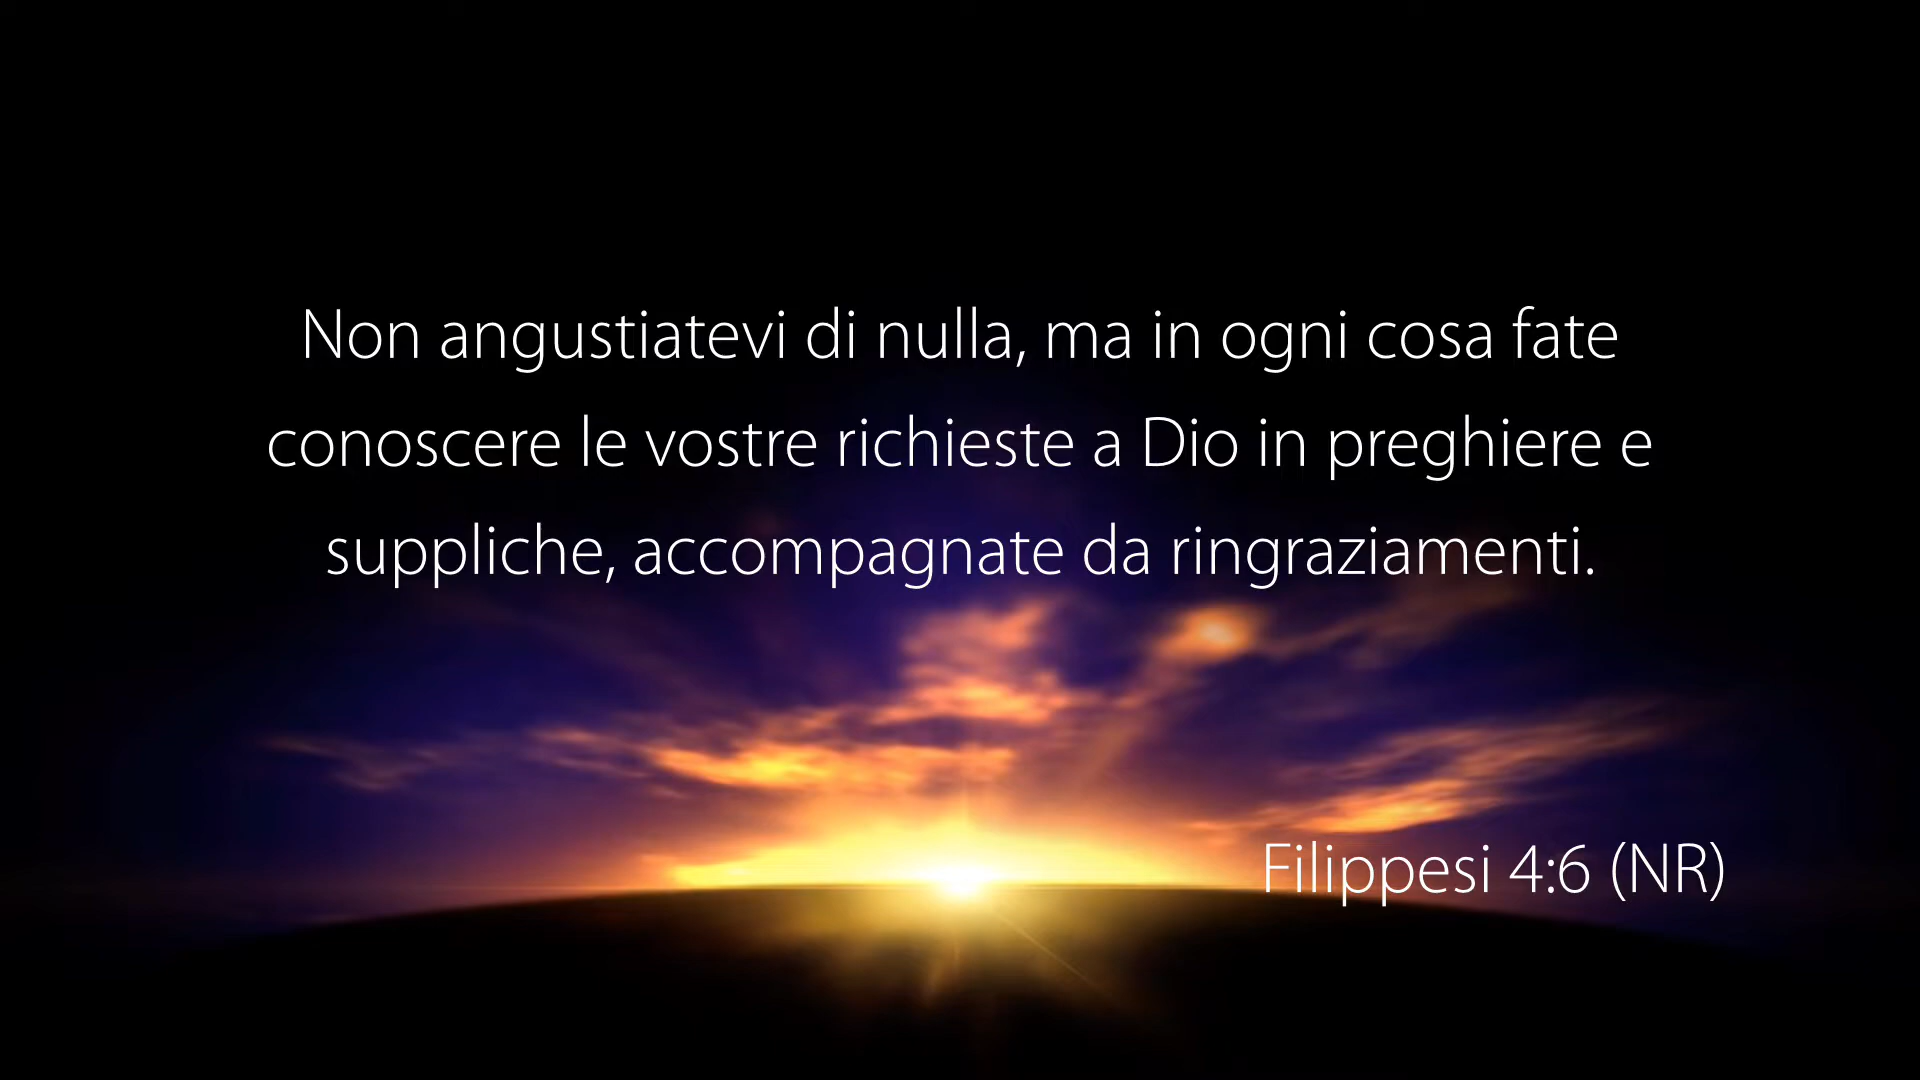 Non angustiatevi di nulla, ma in ogni cosa fate
conoscere le vostre richieste a Dio in preghiere e
suppliche, accompagnate da ringraziamenti.
Filippesi 4:6 (NR)